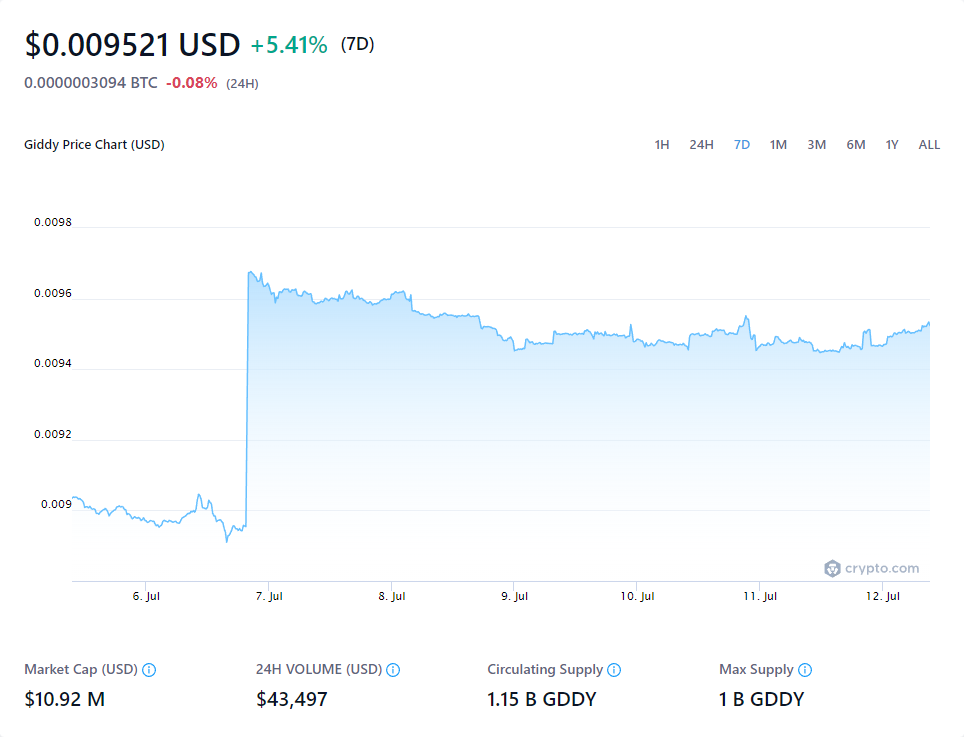 $0.009521 USD +5.41% (7D)
0.0000003094 BTC -0.08% (24H)
Giddy Price Chart (USD) 1H 24H 7D 1M 3M 6M 1Y ALL
0.0098
0.0096
0.0094
0.0092
0.009
crypto.com
6. Jul 7. Jul 8. Jul 9. Jul 10. Jul 11. Jul 12. Jul
Market Cap (USD) 24H VOLUME (USD) Circulating Supply Max Supply
$10.92 M $43,497 1.15 B GDDY 1 B GDDY